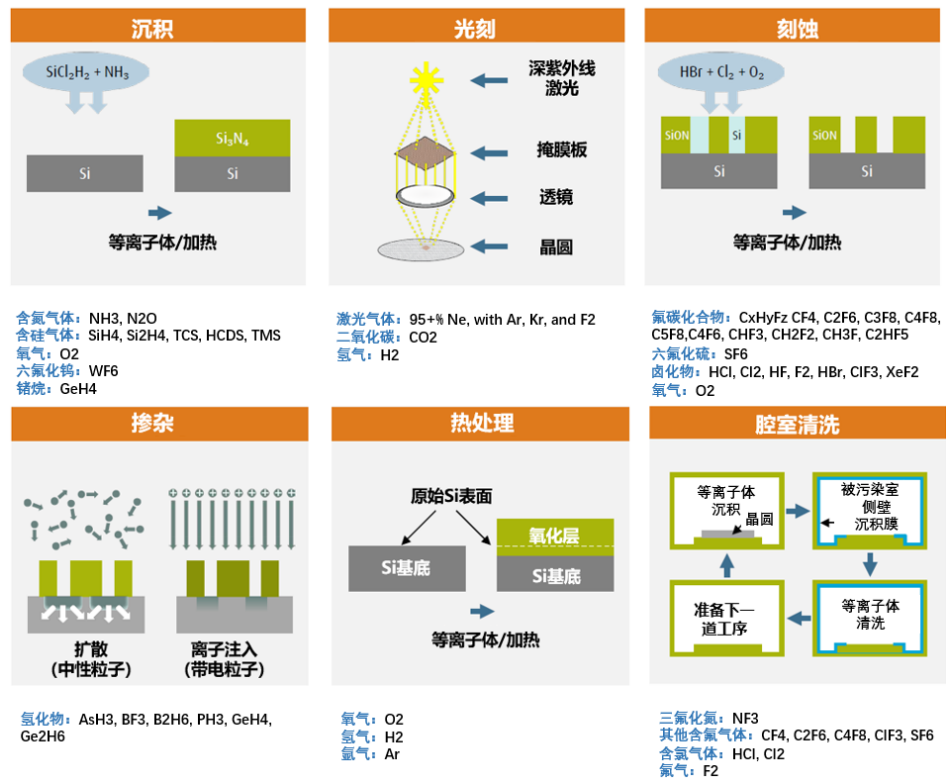 沉积
SiCl₂H₂ + NH₃
Si₃N₄
Si
Si
等离子体/加热
含氮气体：NH3, N2O
含硅气体：SiH4, Si2H4, TCS, HCDS, TMS
氧气：O2
六氟化钨：WF6
锗烷：GeH4
光刻
深紫外线
激光
掩膜板
透镜
晶圆
激光气体：95+% Ne, with Ar, Kr, and F2
二氧化碳：CO2
氢气：H2
刻蚀
HBr + Cl₂ + O₂
SiON
Si
SiON
Si
Si
等离子体/加热
氟碳化合物：CxHyFz CF4, C2F6, C3F8, C4F8,
C5F8,C4F6, CHF3, CH2F2, CH3F, C2HF5
六氟化硫：SF6
卤化物：HCl, Cl2, HF, F2, HBr, ClF3, XeF2
氧气：O2
掺杂
扩散
(中性粒子)
离子注入
(带电粒子)
氢化物：AsH3, BF3, B2H6, PH3, GeH4,
Ge2H6
热处理
原始Si表面
氧化层
Si基底
Si基底
等离子体/加热
氧气：O2
氢气：H2
氩气：Ar
腔室清洗
等离子体
沉积
晶圆
被污染室
侧壁
沉积膜
准备下一
道工序
等离子体
清洗
三氟化氮：NF3
其他含氟气体：CF4, C2F6, C4F8, ClF3, SF6
含氯气体：HCl, Cl2
氟气：F2